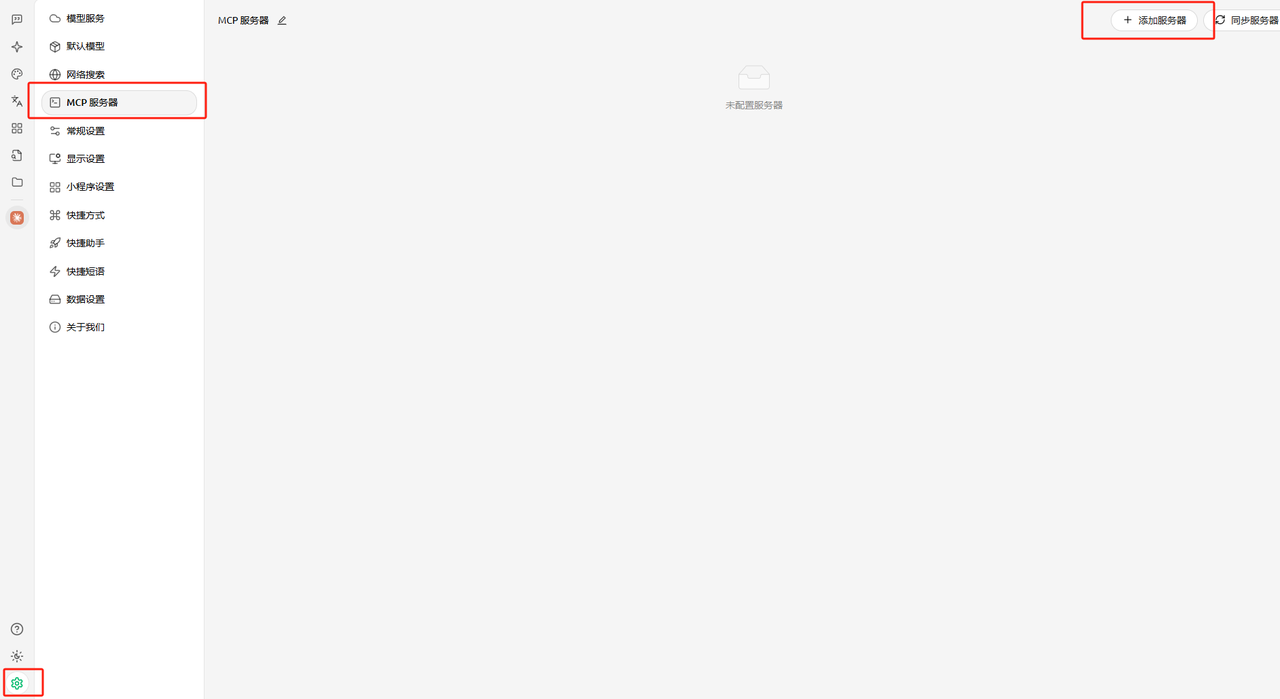 模型服务
默认模型
网络搜索
MCP 服务器
常规设置
显示设置
小程序设置
快捷方式
快捷助手
快捷短语
数据设置
关于我们
MCP 服务器
添加服务器
同步服务器
未配置服务器